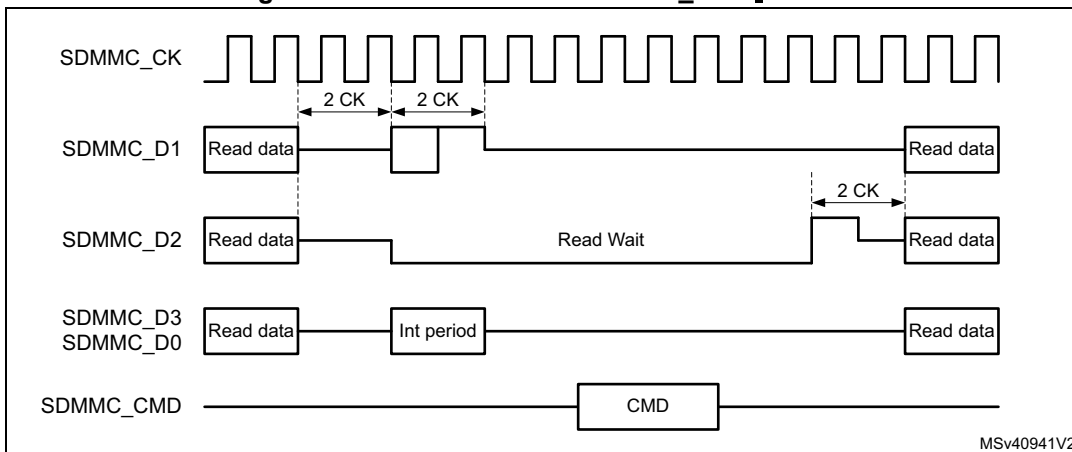 SDMMC_CK
2 CK 2 CK
SDMMC_D1 Read data Read data
2 CK
SDMMC_D2 Read data Read Wait Read data
SDMMC_D3
SDMMC_D0 Read data Int period Read data
SDMMC_CMD CMD
MSv40941V2